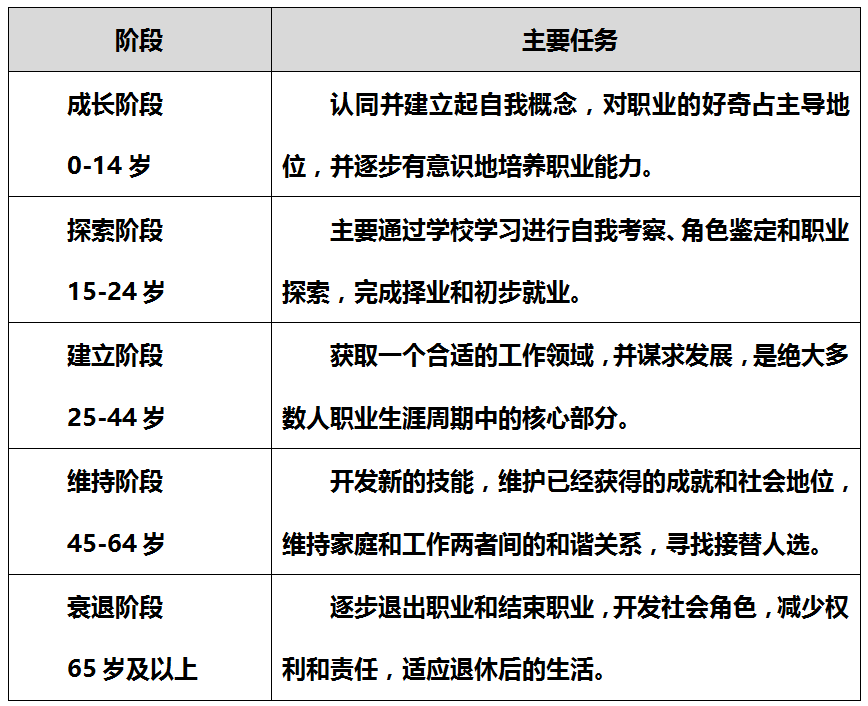 阶段 主要任务
成长阶段
0-14 岁
认同并建立起自我概念，对职业的好奇占主导地
位，并逐步有意识地培养职业能力。
探索阶段
15-24 岁
主要通过学校学习进行自我考察、角色鉴定和职业
探索，完成择业和初步就业。
建立阶段
25-44 岁
获取一个合适的工作领域，并谋求发展，是绝大多
数人职业生涯周期中的核心部分。
维持阶段
45-64 岁
开发新的技能，维护已经获得的成就和社会地位，
维持家庭和工作两者间的和谐关系，寻找接替人选。
衰退阶段
65 岁及以上
逐步退出职业和结束职业，开发社会角色，减少权
利和责任，适应退休后的生活。